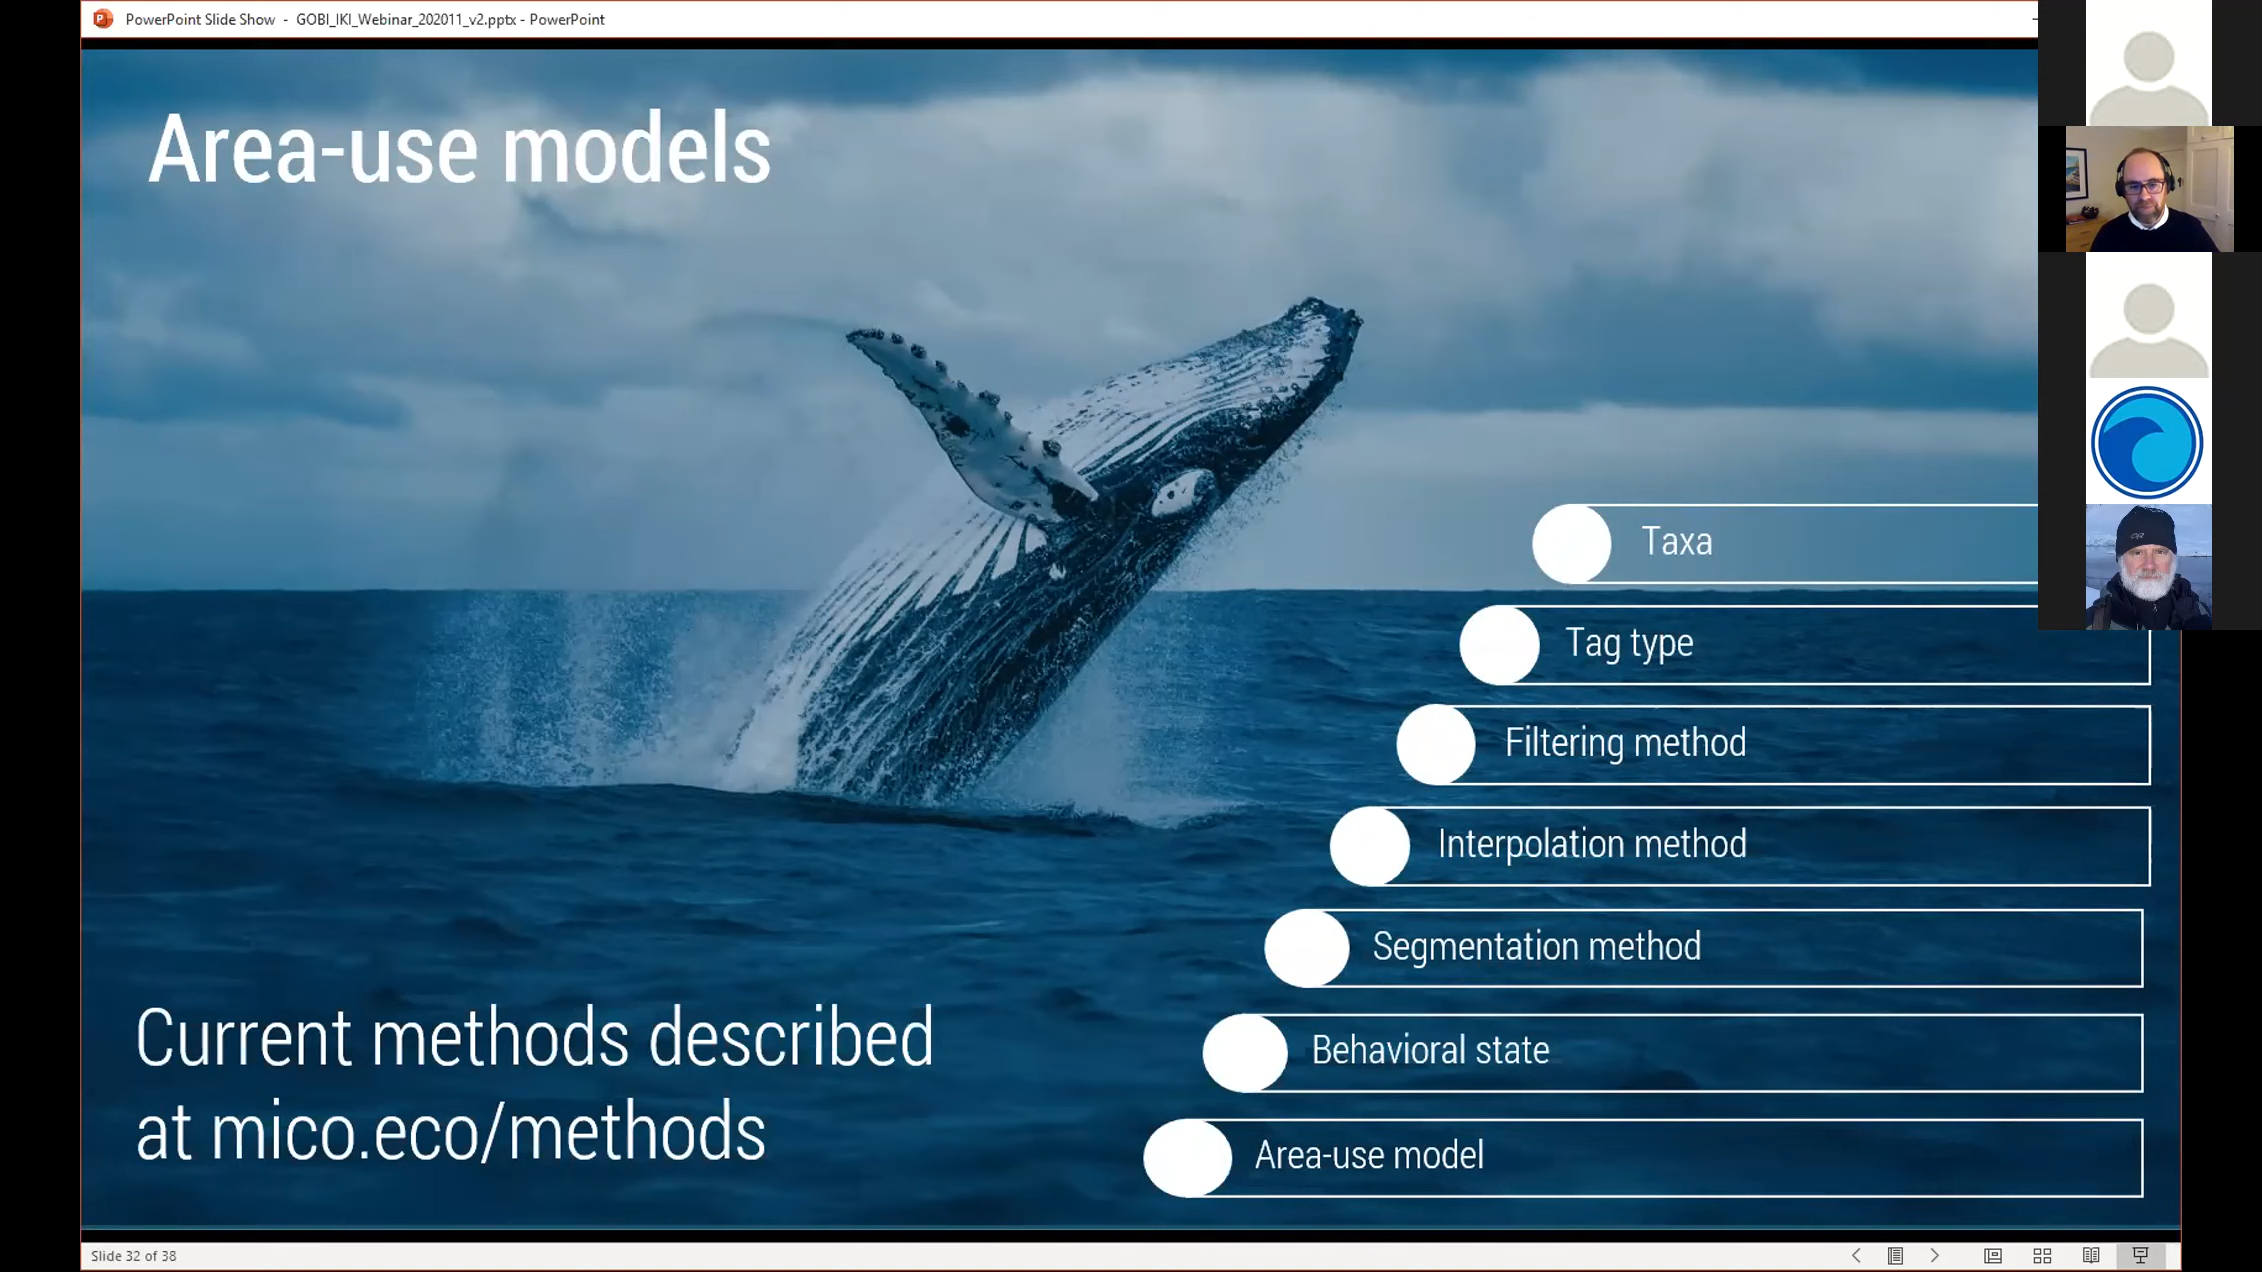 PowerPoint Slide Show - GOBI_IKI_Webinar_202011_v2.pptx - PowerPoint
Area-use models
Taxa
Tag type
Filtering method
Interpolation method
Segmentation method
Behavioral state
Area-use model
Current methods described
at mico.eco/methods
Slide 32 of 38